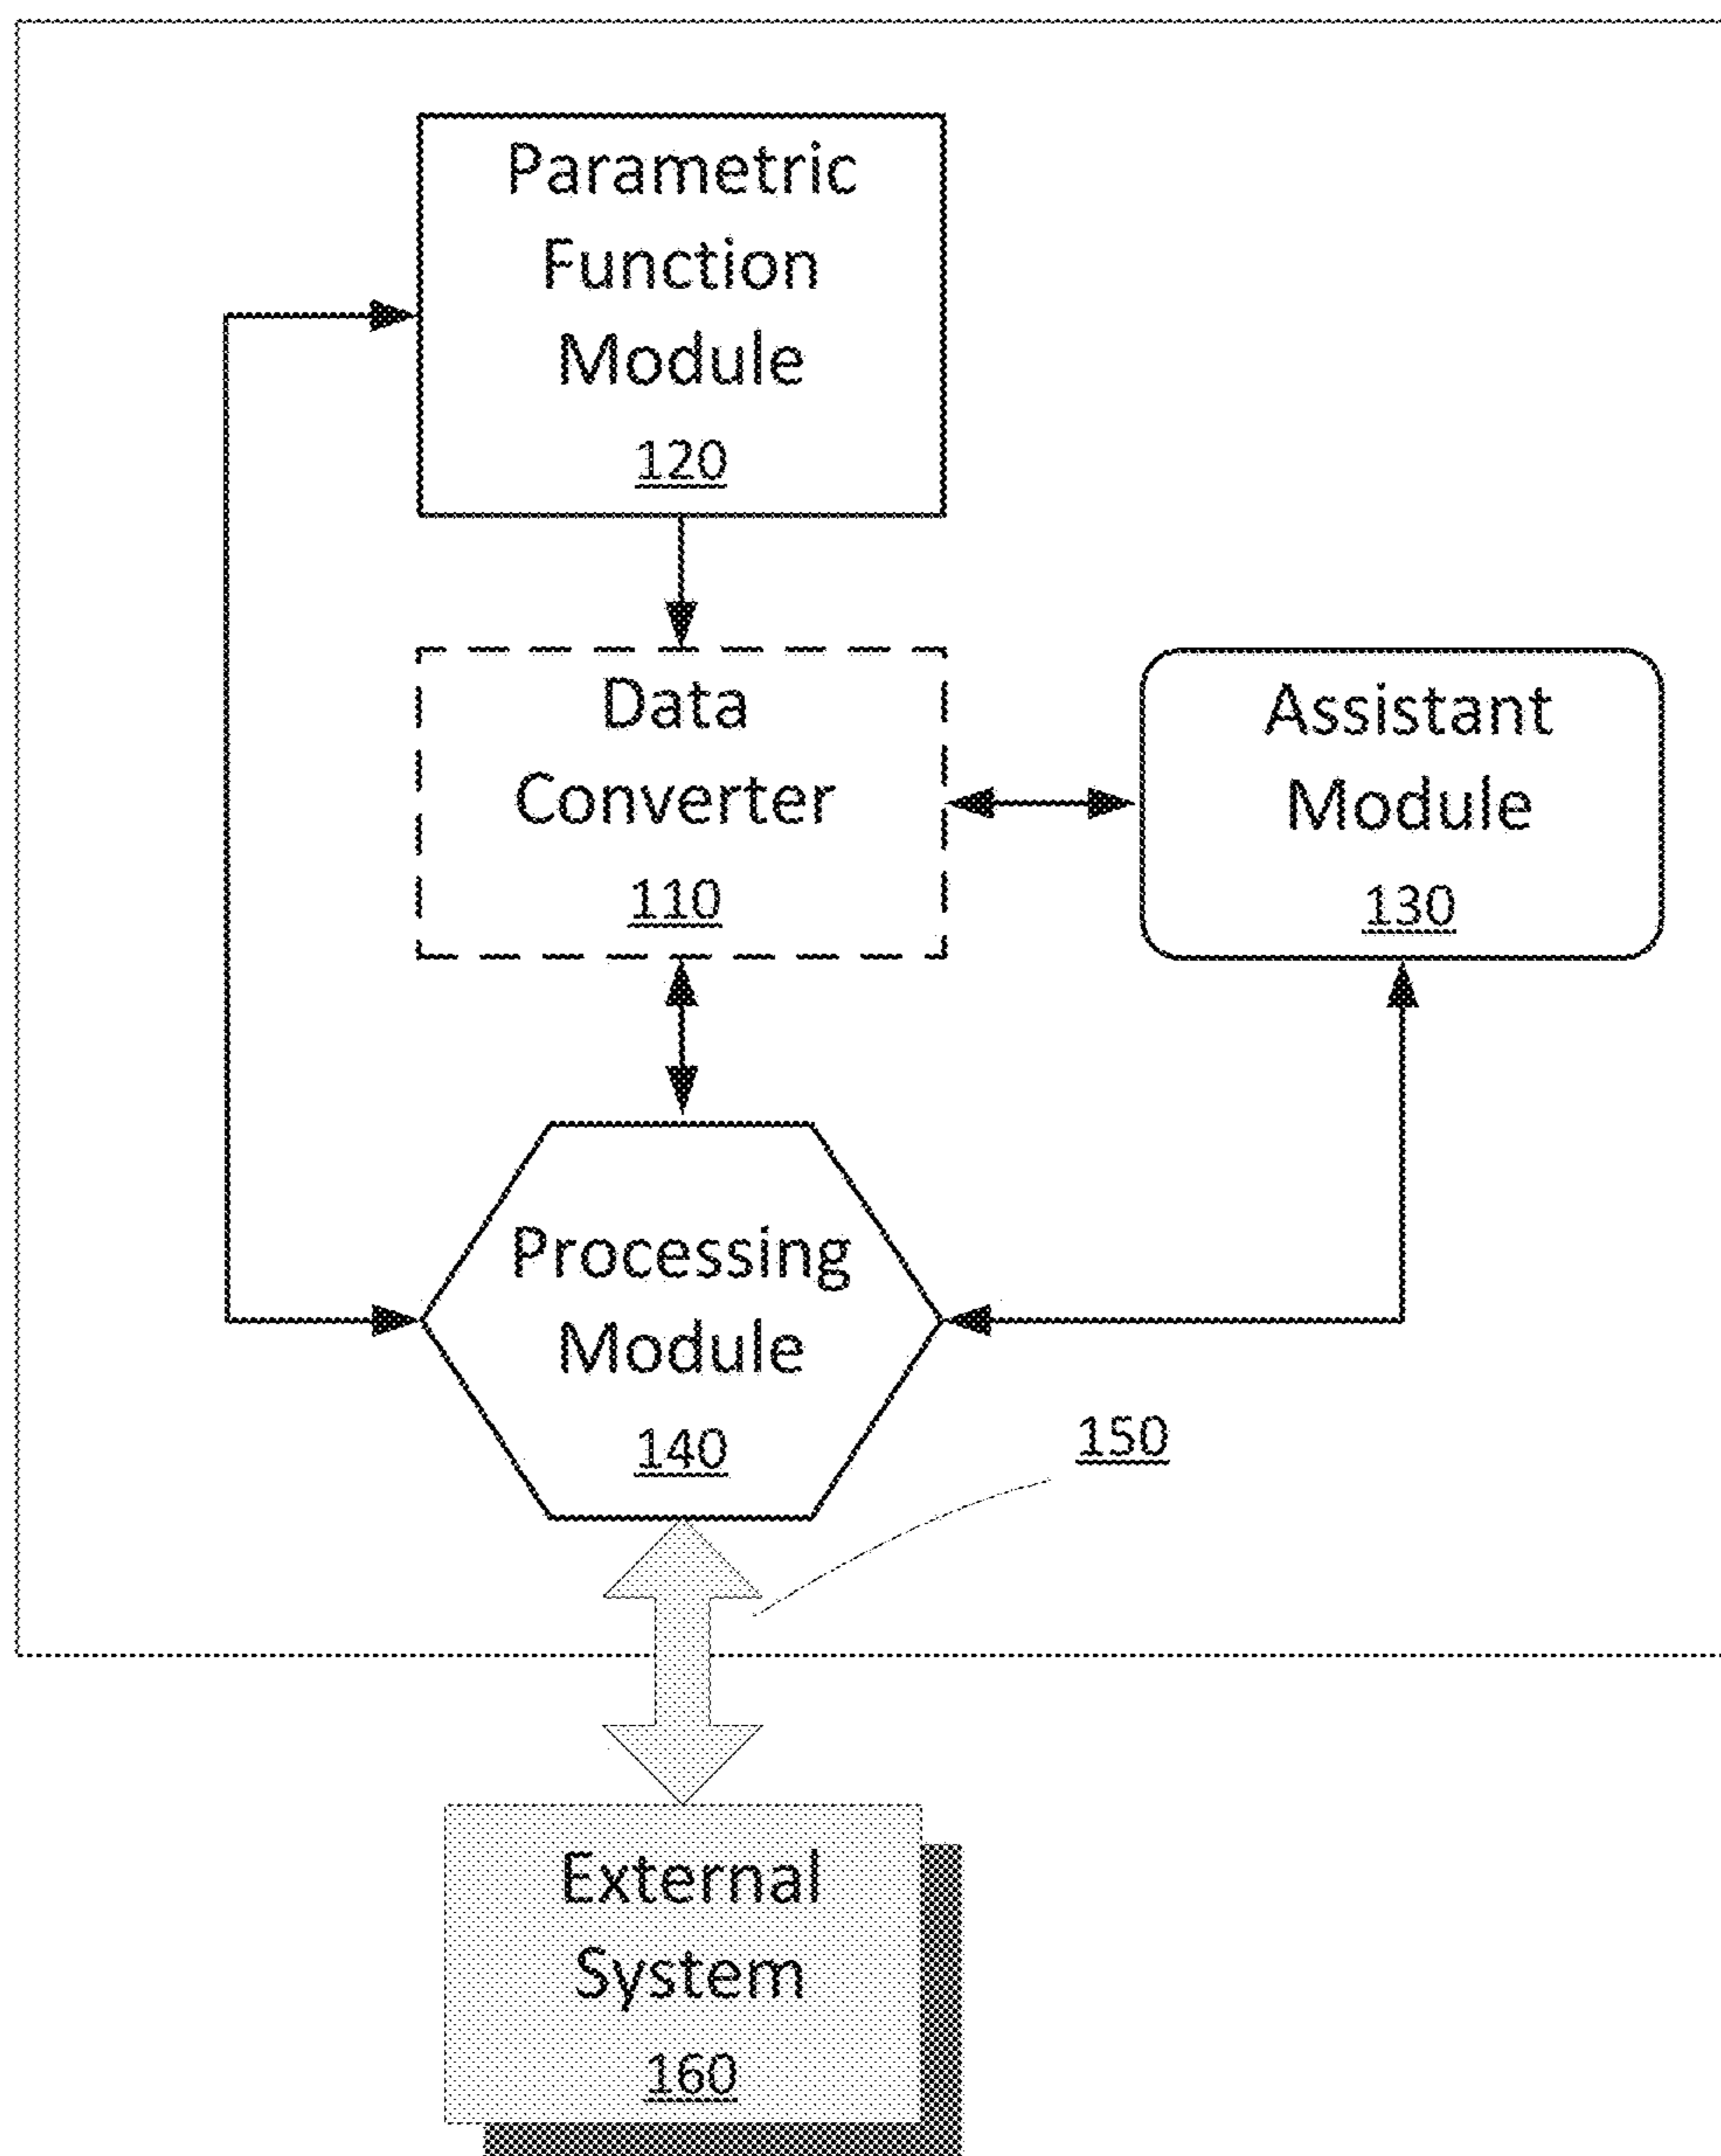 Parametric
Function
Module
120
Data
Converter
110
Assistant
Module
130
Processing
Module
140
150
External
System
160